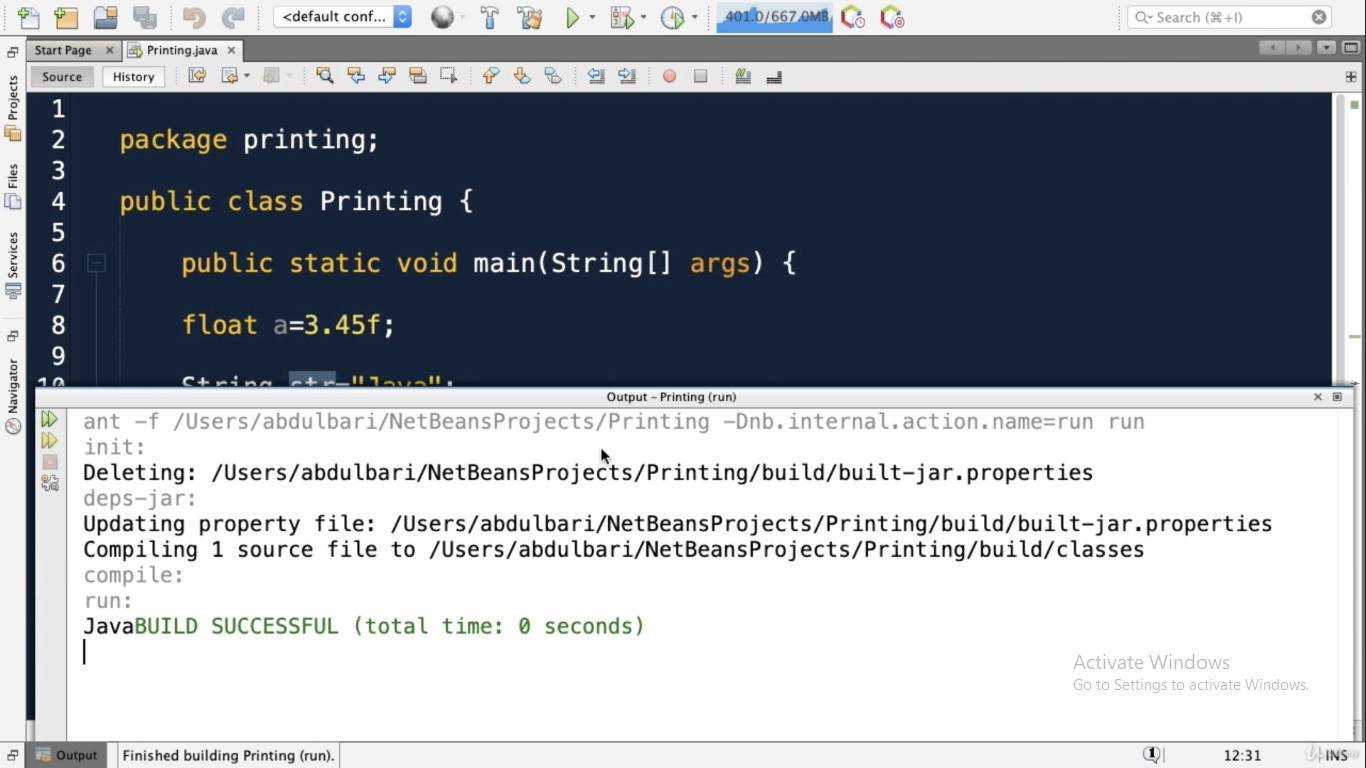 <default conf...
401.0/667.0MB
Search (⌘+I)
Start Page
Printing.java
Source
History
Projects
Files
Services
Navigator
1
2 package printing;
3
4 public class Printing {
5
6 public static void main(String[] args) {
7
8 float a=3.45f;
9
10 String str="Java";
Output – Printing (run)
ant -f /Users/abdulbari/NetBeansProjects/Printing -Dnb.internal.action.name=run run
init:
Deleting: /Users/abdulbari/NetBeansProjects/Printing/build/built-jar.properties
deps-jar:
Updating property file: /Users/abdulbari/NetBeansProjects/Printing/build/built-jar.properties
Compiling 1 source file to /Users/abdulbari/NetBeansProjects/Printing/build/classes
compile:
run:
JavaBUILD SUCCESSFUL (total time: 0 seconds)
Activate Windows
Go to Settings to activate Windows.
Output
Finished building Printing (run).
1
12:31
INS